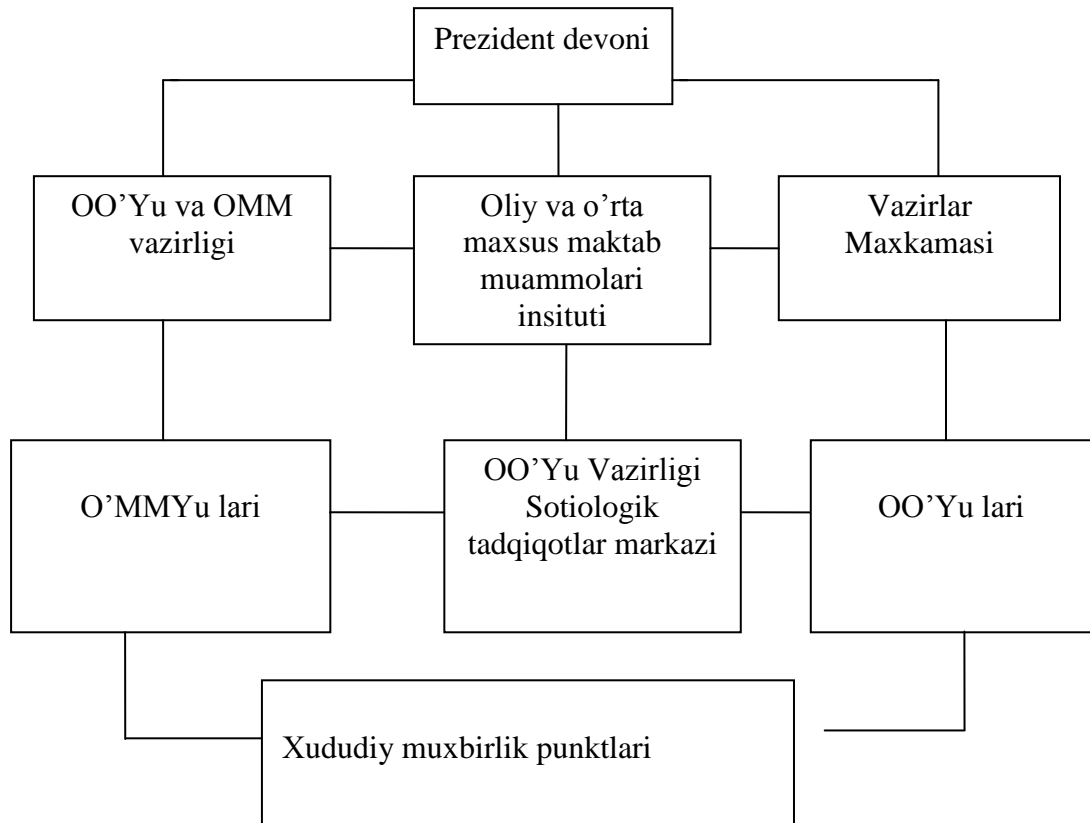 Prezident devoni
OO’Yu va OMM
vazirligi
Oliy va o’rta
maxsus maktab
muammolari
insituti
Vazirlar
Maxkamasi
O’MMYu lari
OO’Yu Vazirligi
Sotiologik
tadqiqotlar markazi
OO’Yu lari
Xududiy muxbirlik punktlari